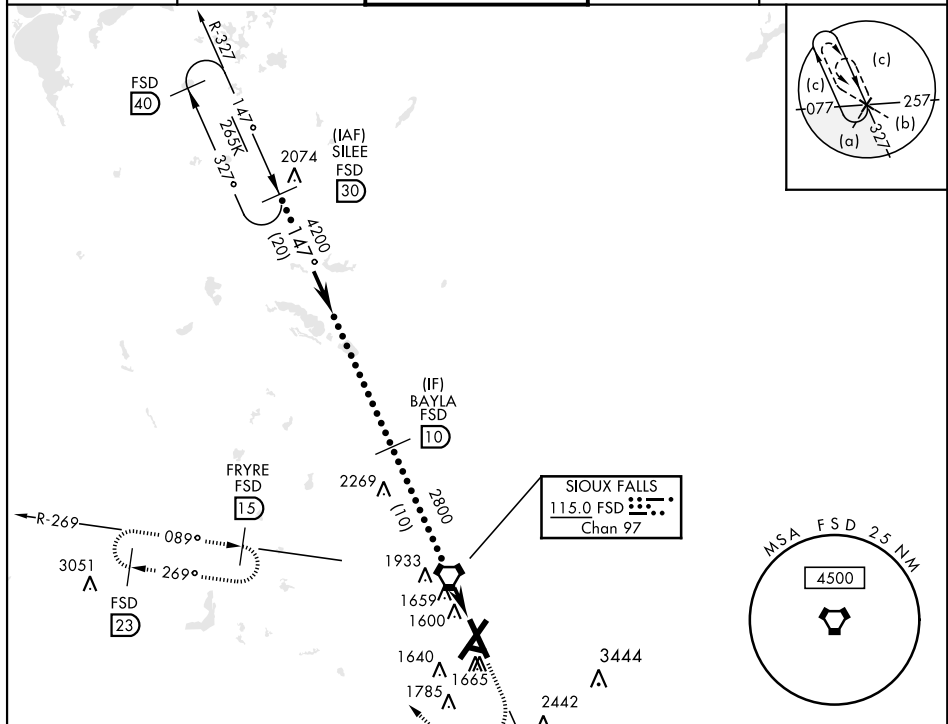 R-327
FSD
40
147°
265K
327°
(IAF)
SILEE
FSD
30
2074
4200
147°
(20)
(c)
(c)
077
257
(b)
(a)
327
(IF)
BAYLA
FSD
10
2269
2800
(10)
FRYRE
FSD
15
R-269
089°
269°
3051
FSD
23
SIOUX FALLS
115.0 FSD
Chan 97
1933
1659
1600
1640
1665
1785
3444
2442
MSA FSD 25 NM
4500